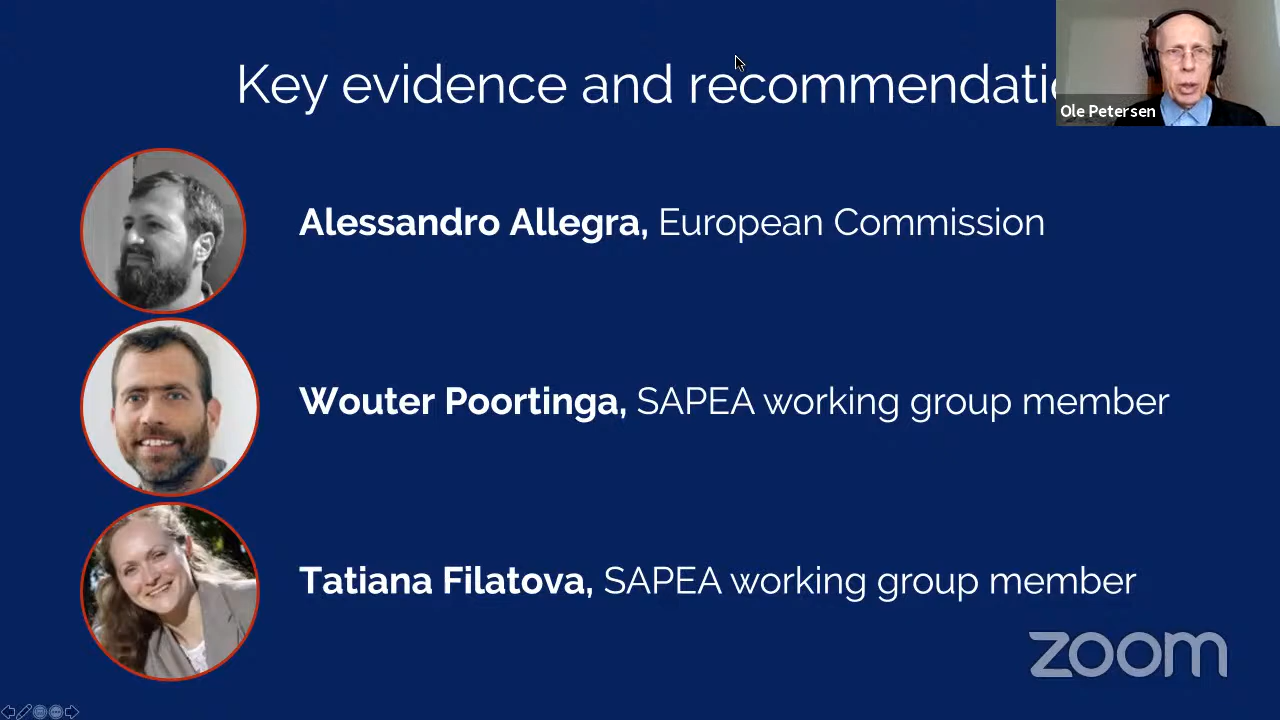 Key evidence and recommendatio
Ole Petersen
Alessandro Allegra, European Commission
Wouter Poortinga, SAPEA working group member
Tatiana Filatova, SAPEA working group member
zoom